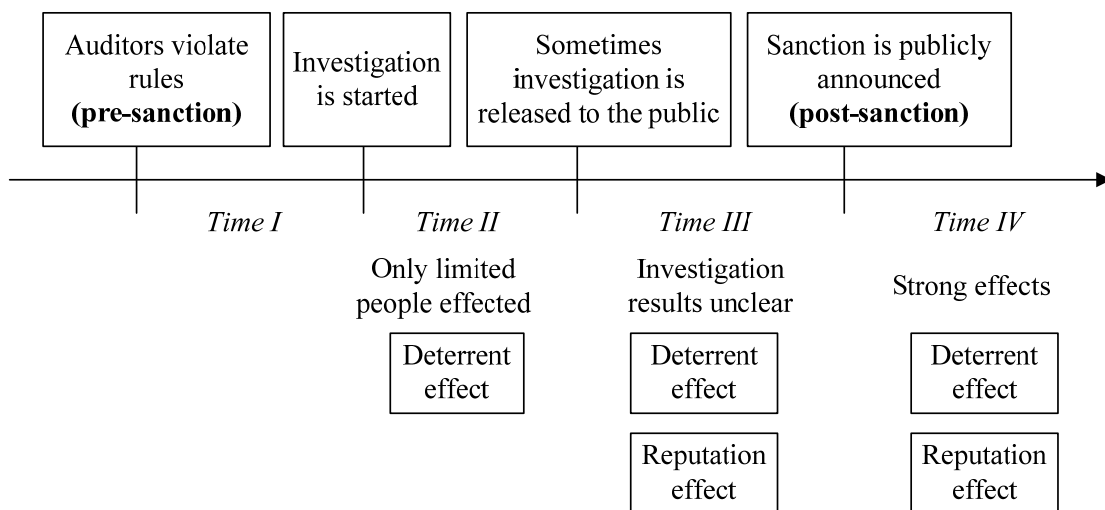 Auditors violate
rules
(pre-sanction)
Investigation
is started
Sometimes
investigation is
released to the public
Sanction is publicly
announced
(post-sanction)
Time I
Time II
Time III
Time IV
Only limited
people effected
Investigation
results unclear
Strong effects
Deterrent
effect
Deterrent
effect
Deterrent
effect
Reputation
effect
Reputation
effect